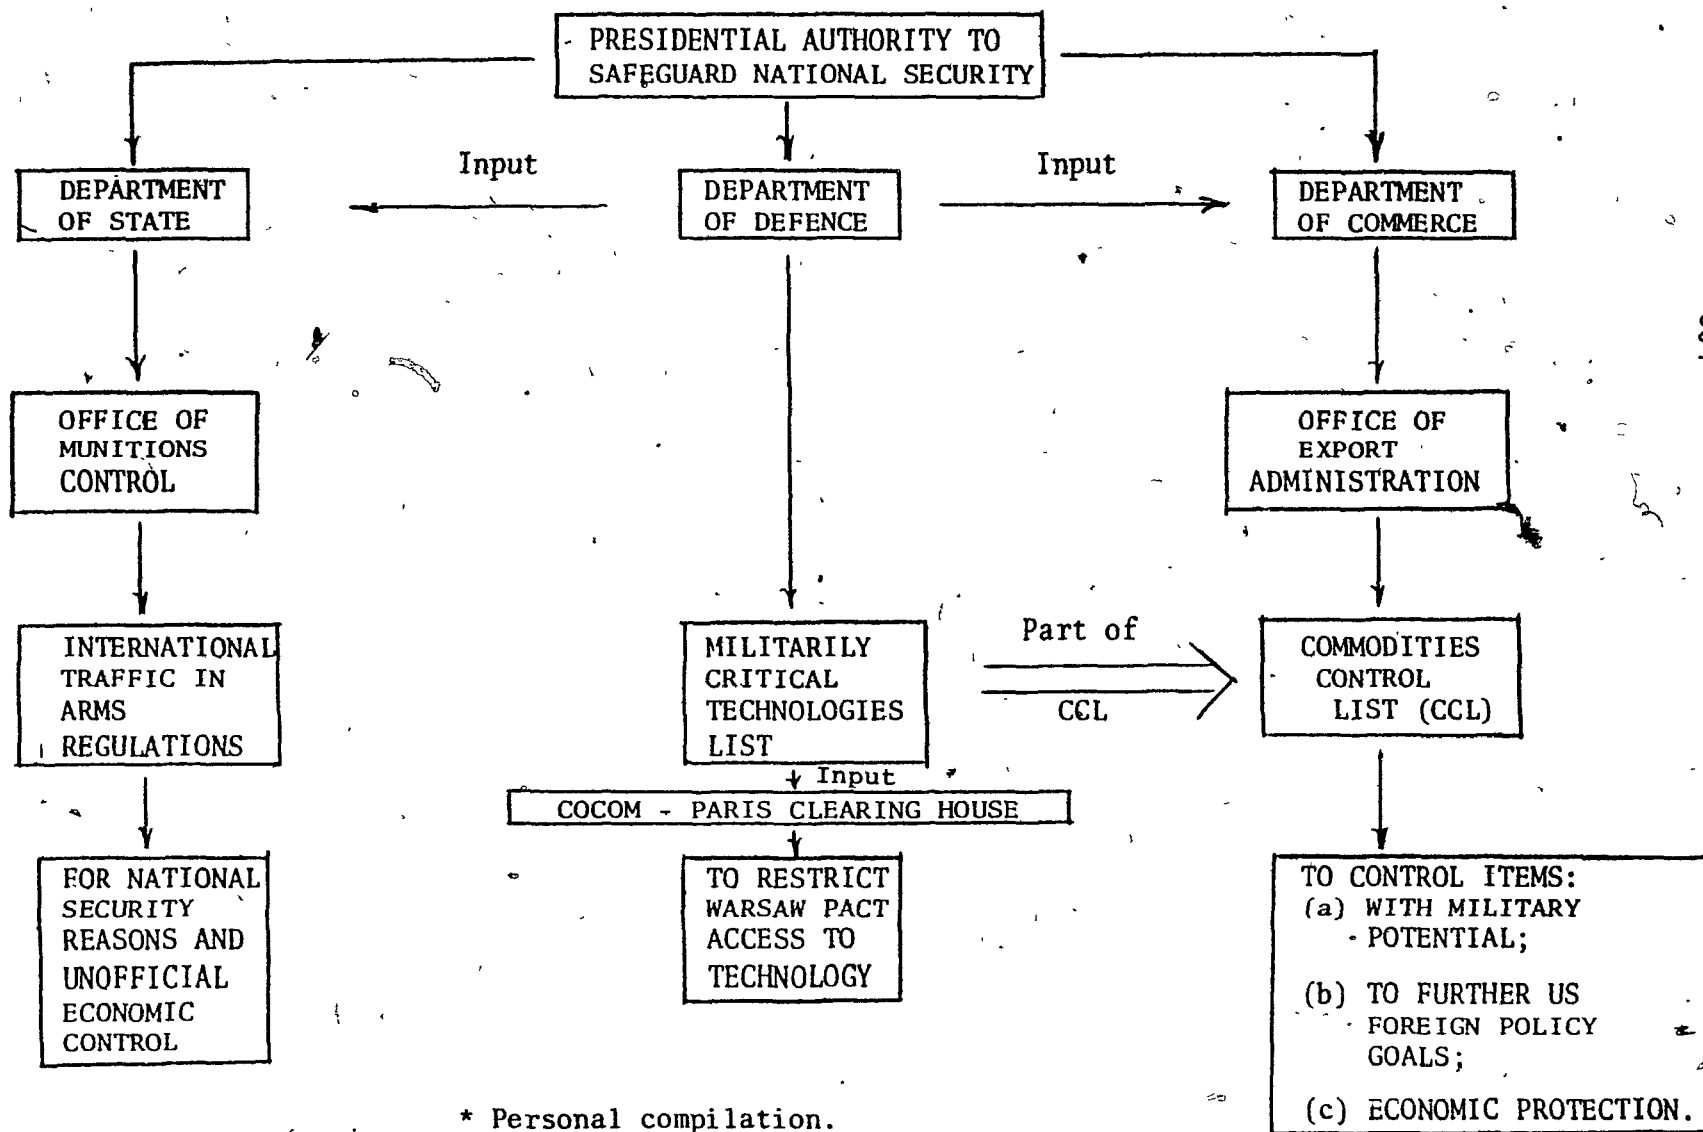 PRESIDENTIAL AUTHORITY TO
SAFEGUARD NATIONAL SECURITY
DEPARTMENT
OF STATE
Input
DEPARTMENT
OF DEFENCE
Input
DEPARTMENT
OF COMMERCE
OFFICE OF
MUNITIONS
CONTROL
OFFICE OF
EXPORT
ADMINISTRATION
INTERNATIONAL
TRAFFIC IN
ARMS
REGULATIONS
MILITARILY
CRITICAL
TECHNOLOGIES
LIST
Part of
CCL
COMMODITIES
CONTROL
LIST (CCL)
Input
COCOM - PARIS CLEARING HOUSE
FOR NATIONAL
SECURITY
REASONS AND
UNOFFICIAL
ECONOMIC
CONTROL
TO RESTRICT
WARSAW PACT
ACCESS TO
TECHNOLOGY
TO CONTROL ITEMS:
(a) WITH MILITARY
POTENTIAL;
(b) TO FURTHER US
FOREIGN POLICY
GOALS;
(c) ECONOMIC PROTECTION.
* Personal compilation.